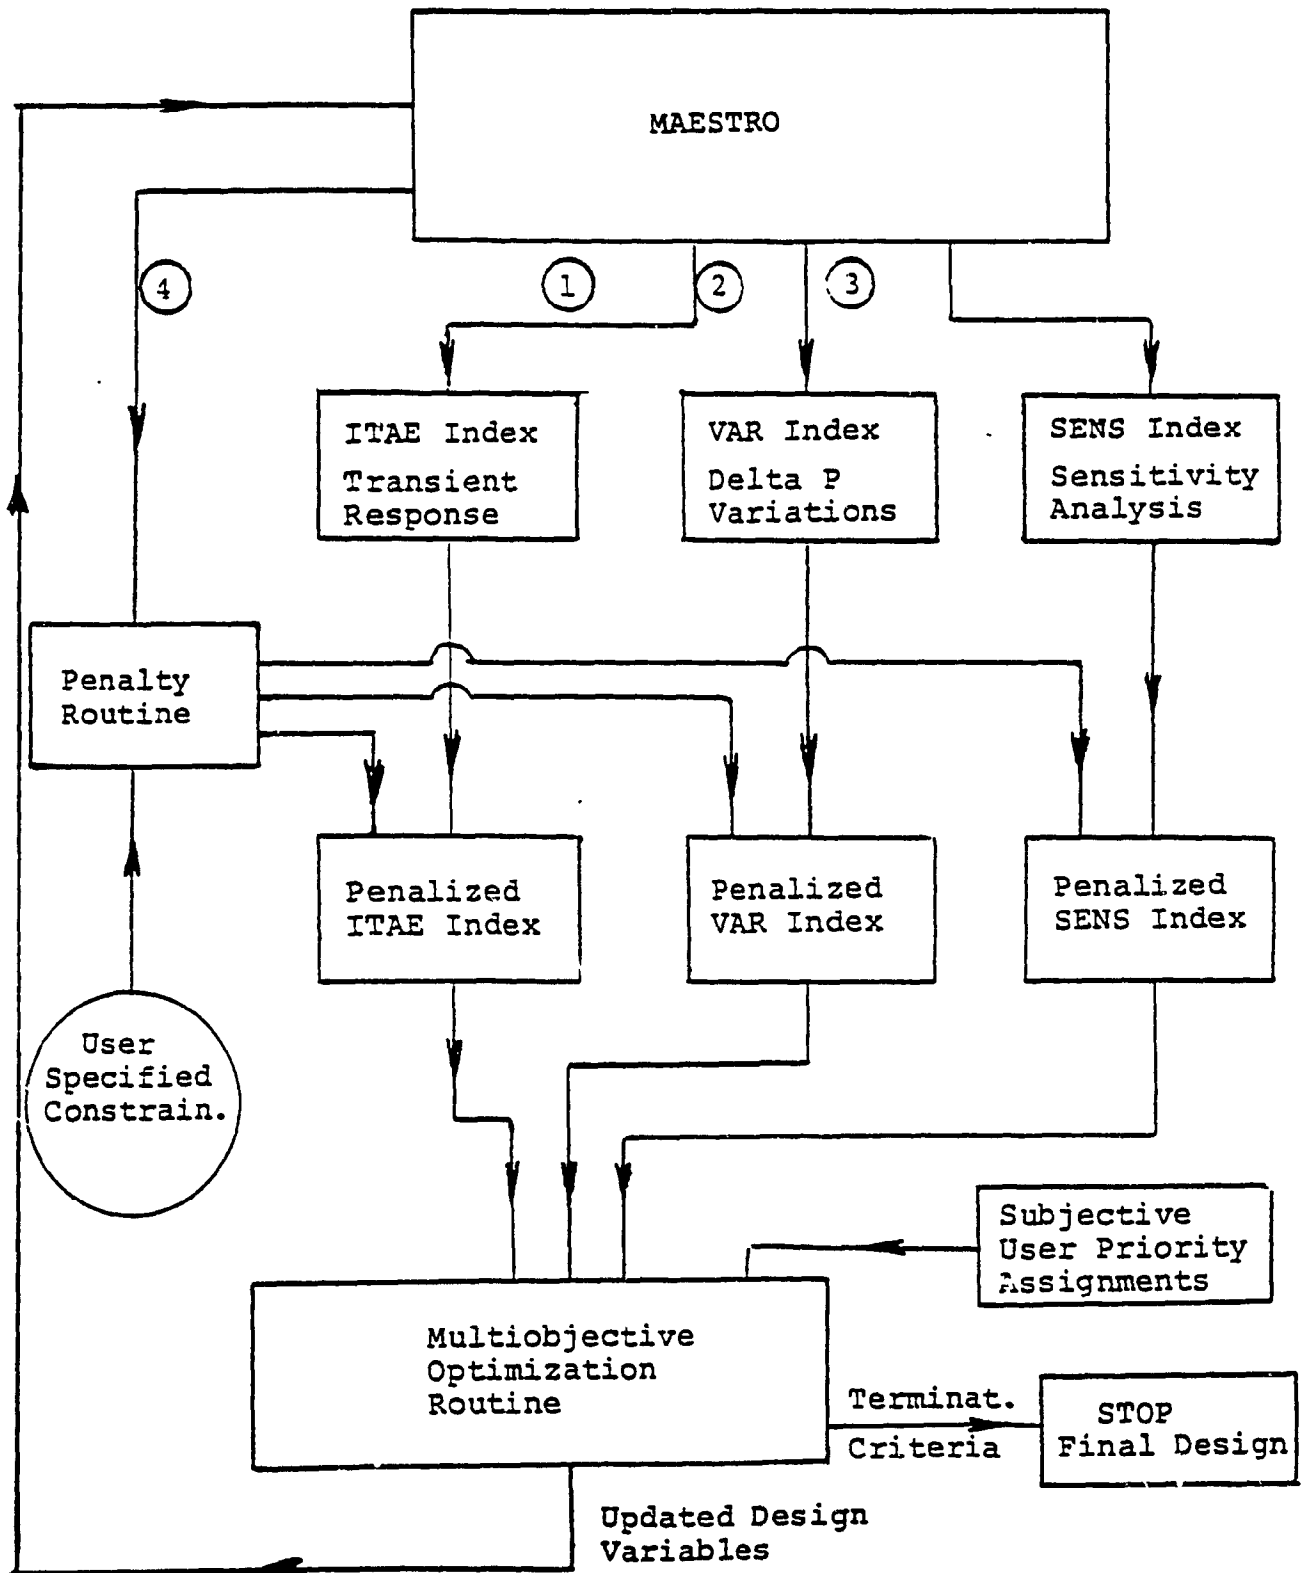 MAESTRO
4
1
2
3
ITAE Index
Transient
Response
VAR Index
Delta P
Variations
SENS Index
Sensitivity
Analysis
Penalty
Routine
Penalized
ITAE Index
Penalized
VAR Index
Penalized
SENS Index
User
Specified
Constrain.
Subjective
User Priority
Assignments
Multiobjective
Optimization
Routine
Terminat.
Criteria
STOP
Final Design
Updated Design
Variables